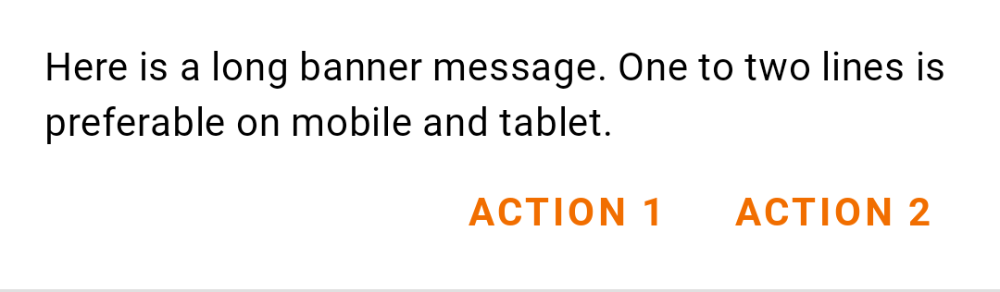 Here is a long banner message. One to two lines is
preferable on mobile and tablet.
ACTION 1 ACTION 2